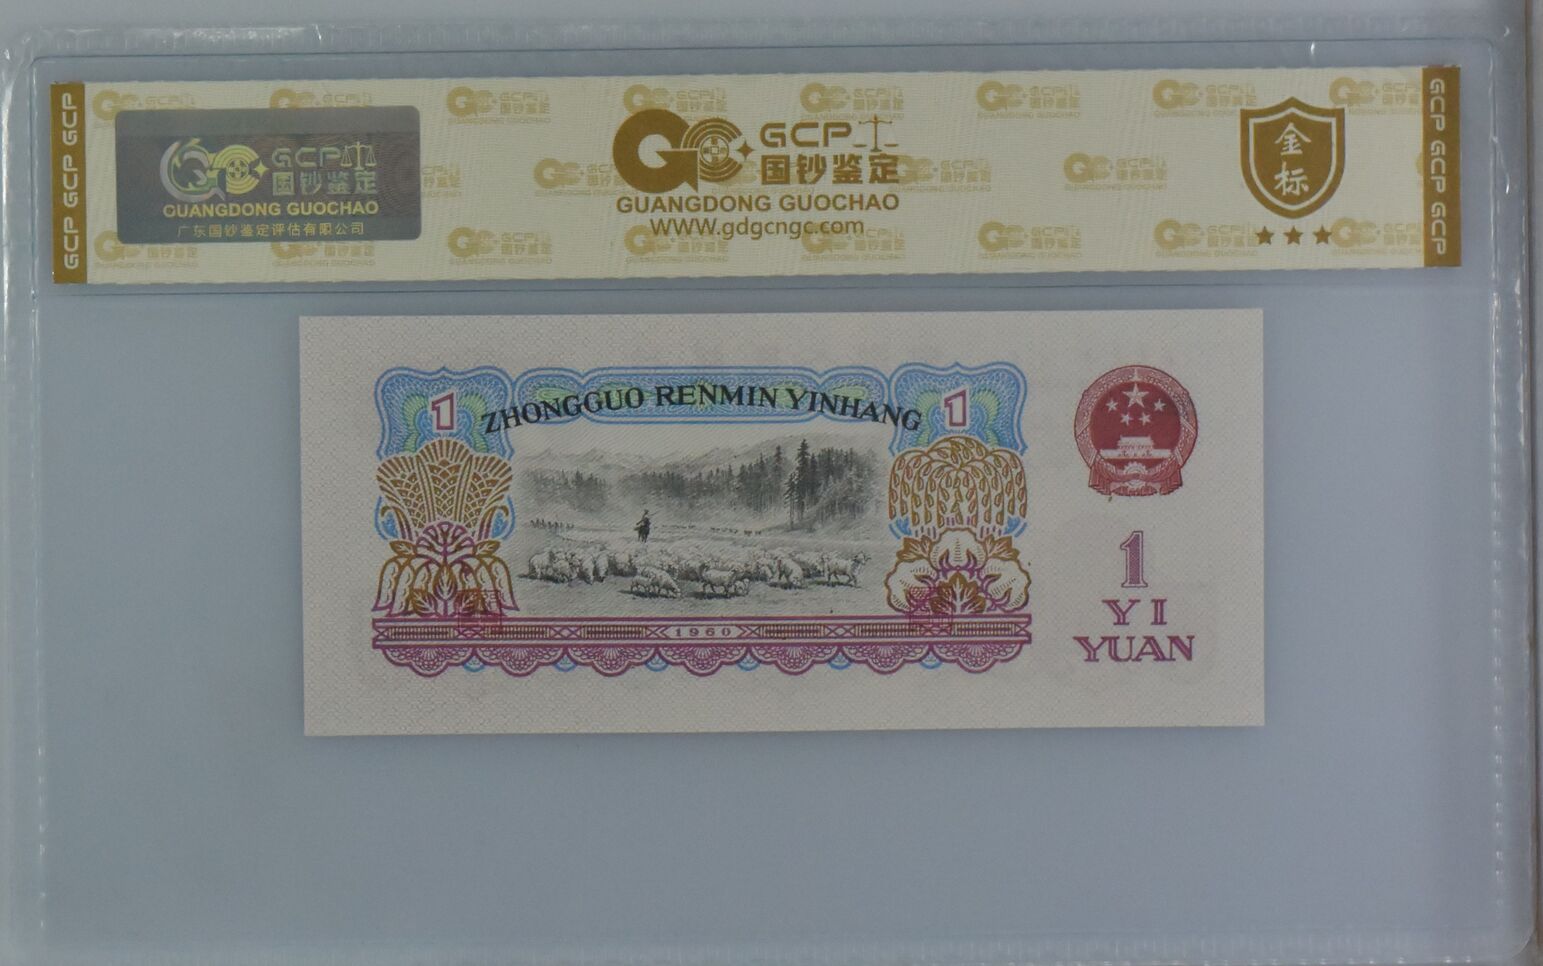 GCP GCP GCP
GCP 国钞鉴定
GUANGDONG GUOCHAO
广东国钞鉴定评估有限公司
GCP
国钞鉴定
GUANGDONG GUOCHAO
WWW.gdgcngc.com
金标
GCP GCP GCP
ZHONGGUO RENMIN YINHANG
1
1
1960
1
YI
YUAN